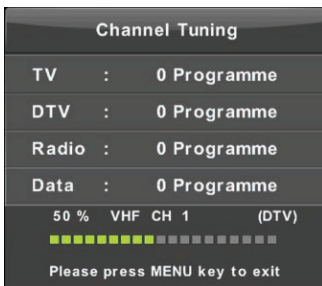 Channel Tuning
TV : 0 Programme
DTV : 0 Programme
Radio : 0 Programme
Data : 0 Programme
50 % VHF CH 1 (DTV)
Please press MENU key to exit